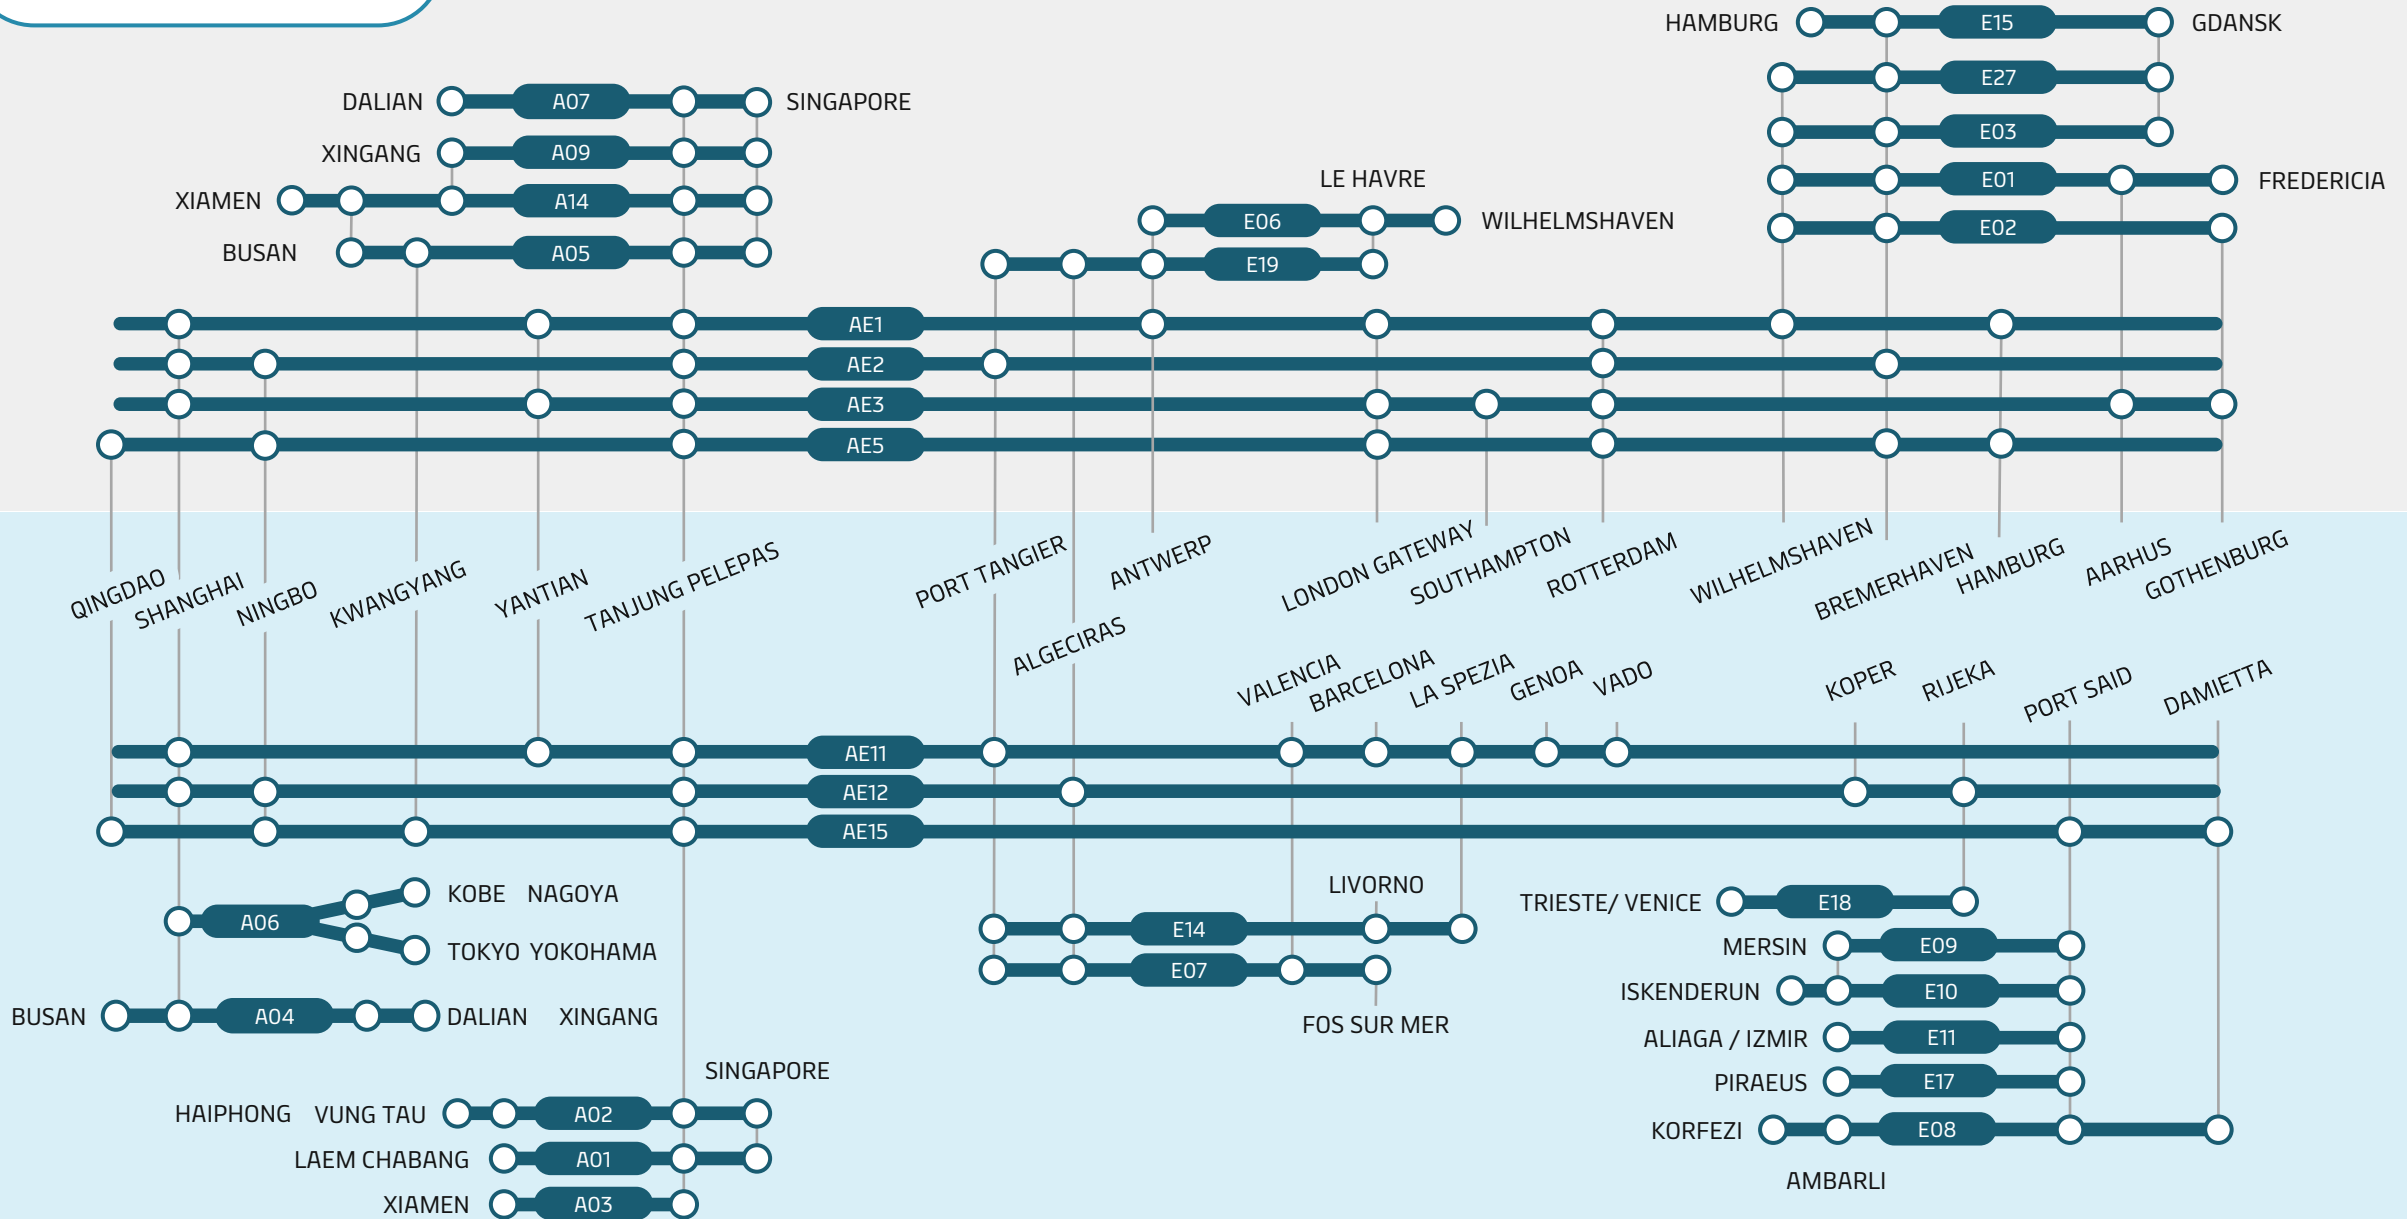 HAMBURG E15 GDANSK
E27
DALIAN A07 SINGAPORE
E03
XINGANG A09
LE HAVRE
E01 FREDERICIA
XIAMEN A14
E06 WILHELMSHAVEN
E02
BUSAN A05
E19
AE1
AE2
AE3
AE5
QINGDAO
SHANGHAI
NINGBO
KWANGYANG
YANTIAN
TANJUNG PELEPAS
PORT TANGIER
ALGECIRAS
ANTWERP
LONDON GATEWAY
SOUTHAMPTON
ROTTERDAM
WILHELMSHAVEN
BREMERHAVEN
HAMBURG
AARHUS
GOTHENBURG
VALENCIA
BARCELONA
LA SPEZIA
GENOA
VADO
KOPER
RIJEKA
PORT SAID
DAMIETTA
AE11
AE12
AE15
KOBE NAGOYA
A06
TOKYO YOKOHAMA
BUSAN A04 DALIAN XINGANG
LIVORNO
E14
E07
FOS SUR MER
TRIESTE/ VENICE E18
MERSIN E09
ISKENDERUN E10
ALIAGA / IZMIR E11
PIRAEUS E17
KORFEZI E08
AMBARLI
SINGAPORE
HAIPHONG VUNG TAU A02
LAEM CHABANG A01
XIAMEN A03